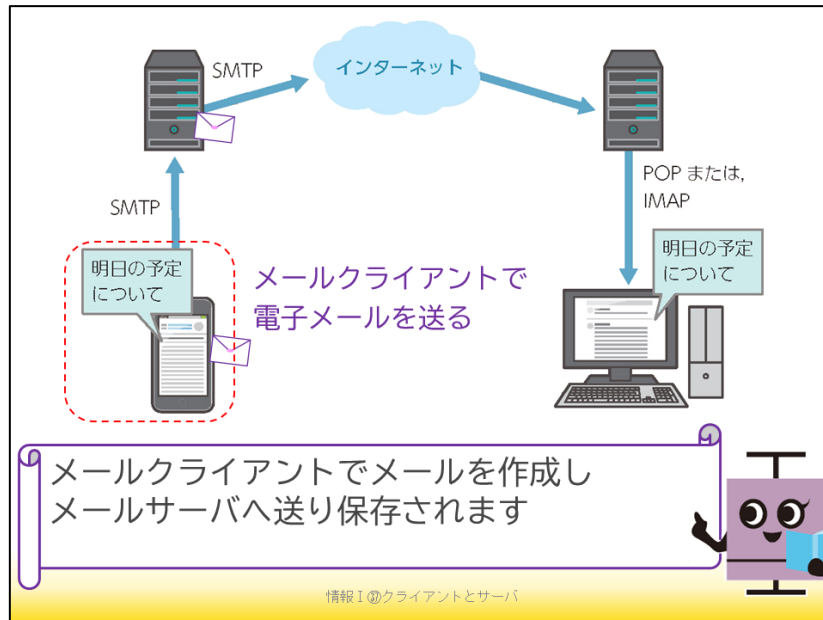 SMTP
インターネット
SMTP
POP または,
IMAP
明日の予定
について
明日の予定
について
メールクライアントで
電子メールを送る
メールクライアントでメールを作成し
メールサーバへ送り保存されます
情報Ⅰ㊲クライアントとサーバ